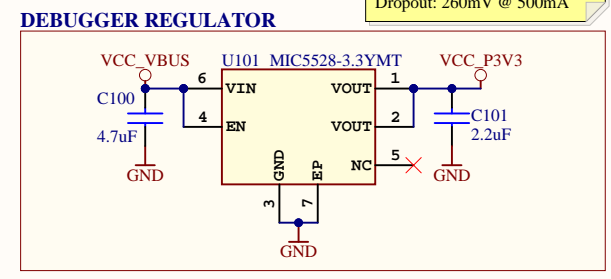 Dropout: 260mV @ 500mA
DEBUGGER REGULATOR
VCC_VBUS
U101 MIC5528-3.3YMT
VCC_P3V3
6
VIN
VOUT
1
C100
4.7uF
4
EN
VOUT
2
C101
2.2uF
GND
EP
NC
5
GND
GND
3
7
GND